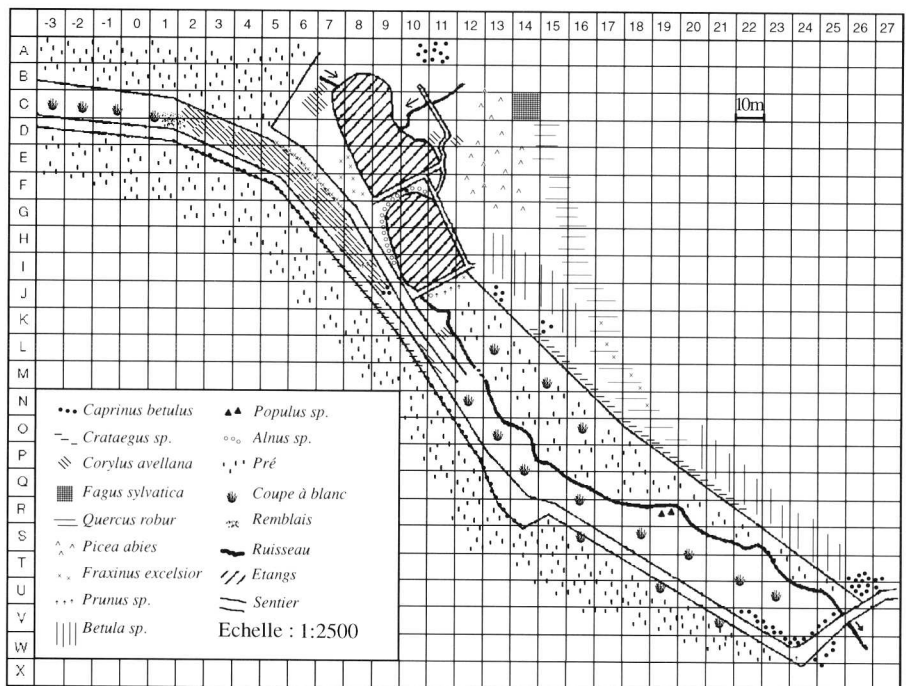 -3 -2 -1 0 1 2 3 4 5 6 7 8 9 10 11 12 13 14 15 16 17 18 19 20 21 22 23 24 25 26 27
A
B
C
D
E
F
G
H
I
J
K
L
M
N
O
P
Q
R
S
T
U
V
W
X
10m
Caprinus betulus
Crataegus sp.
Corylus avellana
Fagus sylvatica
Quercus robur
Picea abies
Fraxinus excelsior
Prunus sp.
Betula sp.
Populus sp.
Alnus sp.
Pré
Coupe à blanc
Remblais
Ruisseau
Etangs
Sentier
Echelle : 1:2500